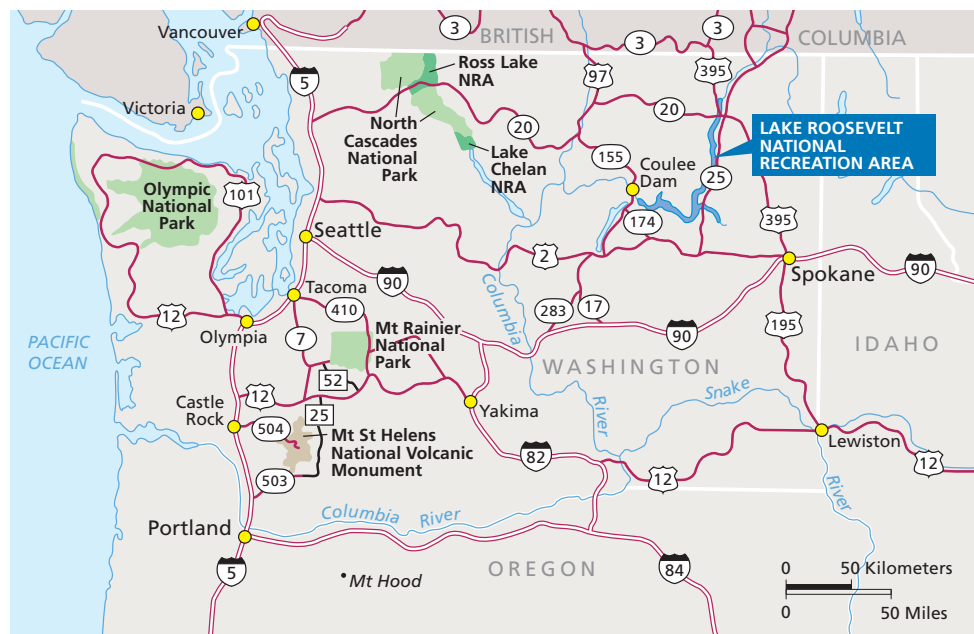 Vancouver
3
BRITISH
3
3
COLUMBIA
5
Ross Lake
NRA
97
395
Victoria
North
Cascades
National
Park
20
20
LAKE ROOSEVELT
NATIONAL
RECREATION AREA
Lake
Chelan
NRA
155
Coulee
Dam
25
Olympic
National
Park
101
174
395
Seattle
2
Spokane
90
90
Tacoma
Columbia
283
17
12
Olympia
410
7
Mt Rainier
National
Park
90
195
PACIFIC
OCEAN
WASHINGTON
IDAHO
52
Snake
Castle
Rock
12
25
Yakima
River
504
Mt St Helens
National Volcanic
Monument
Lewiston
82
12
12
503
River
Columbia River
Portland
5
Mt Hood
OREGON
84
0 50 Kilometers
0 50 Miles